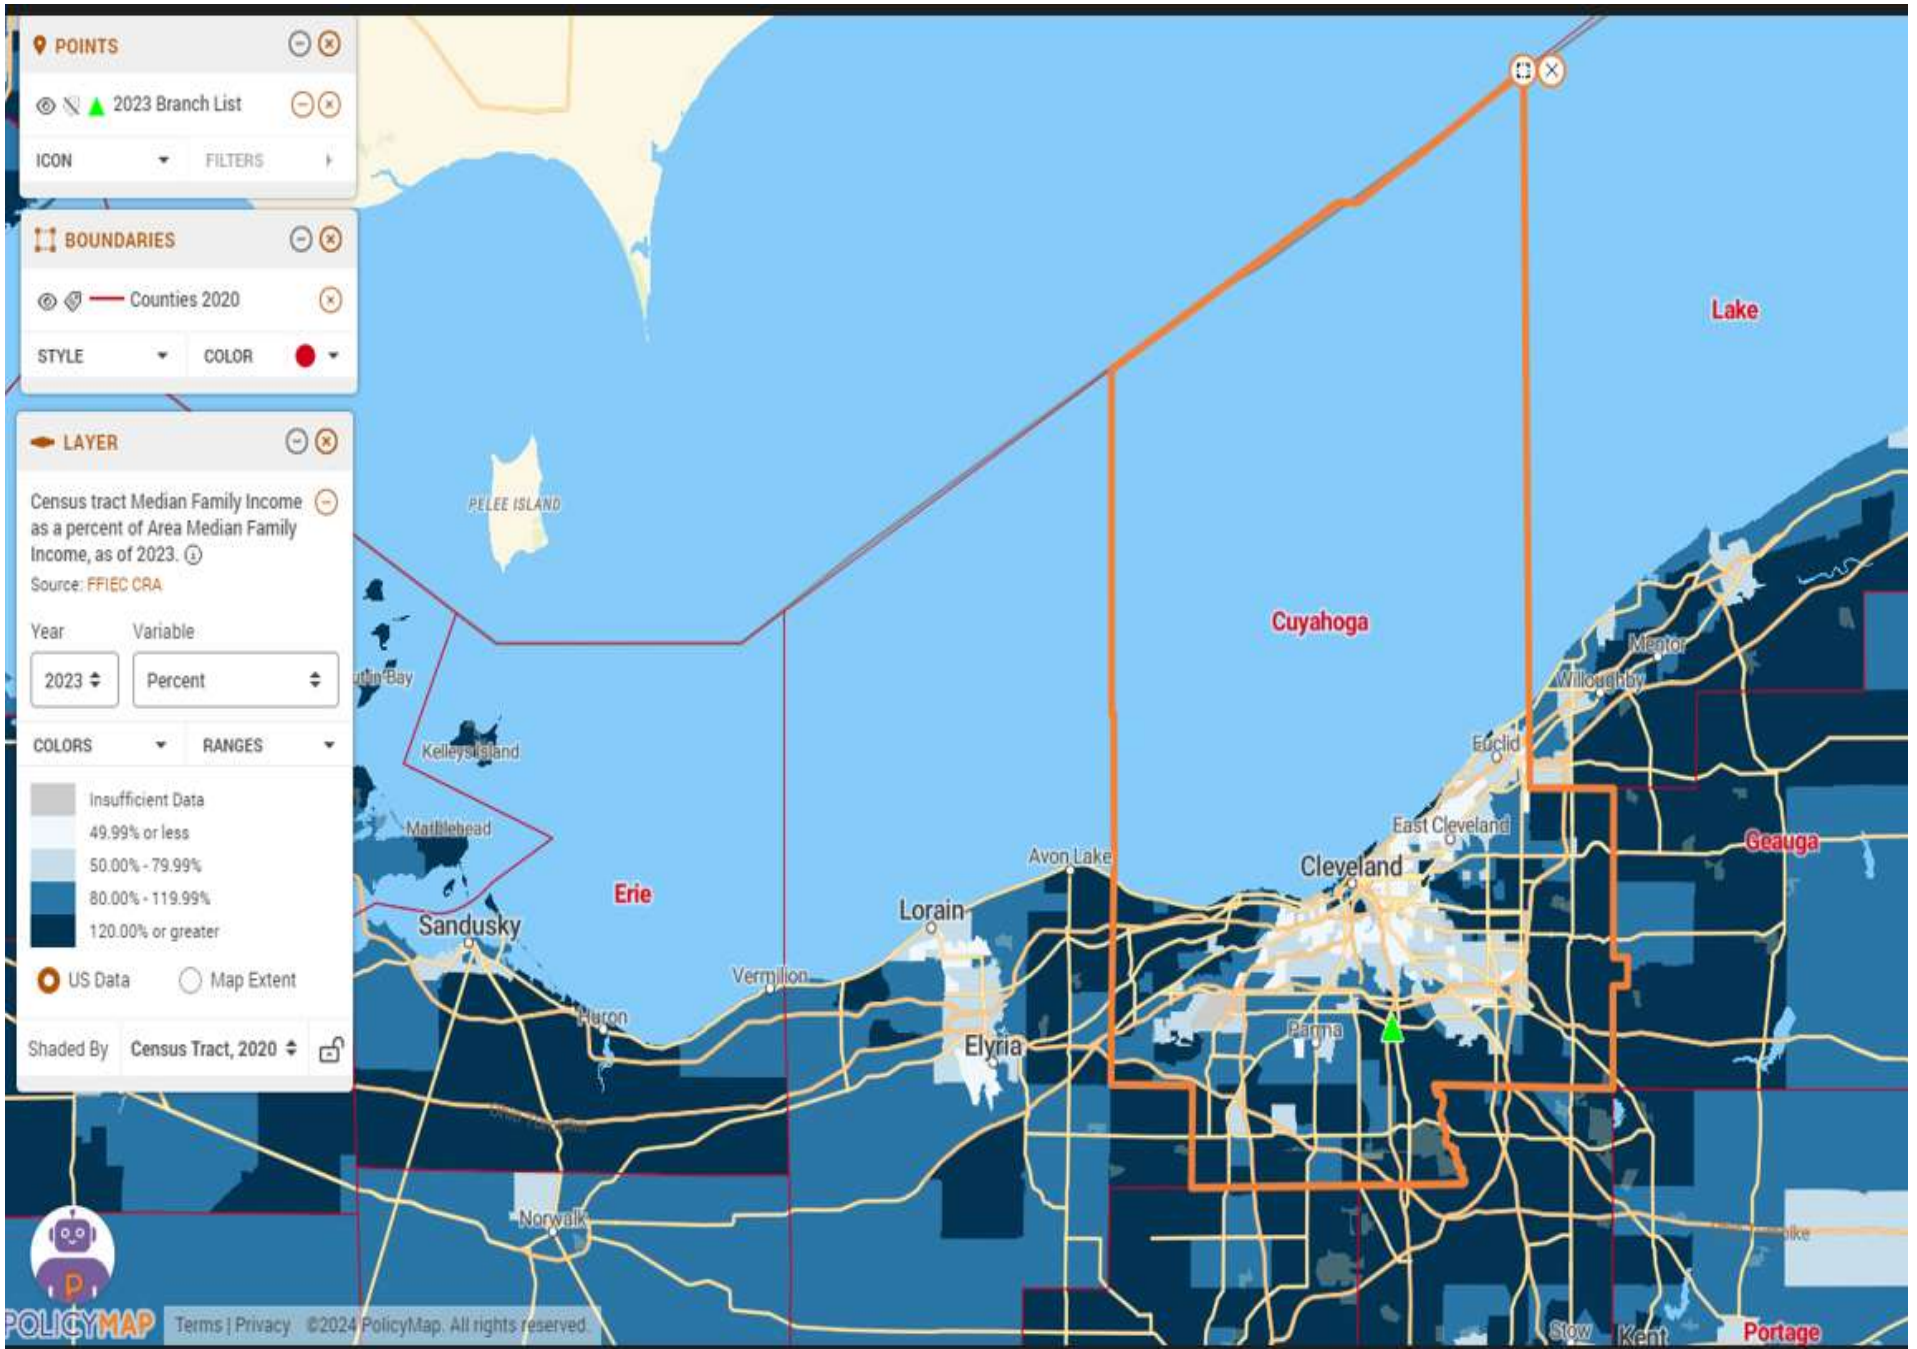 POINTS
2023 Branch List
ICON
FILTERS
BOUNDARIES
Counties 2020
STYLE
COLOR
LAYER
Census tract Median Family Income
as a percent of Area Median Family
Income, as of 2023.
Source: FFIEC CRA
Year
Variable
2023
Percent
COLORS
RANGES
Insufficient Data
49.99% or less
50.00% - 79.99%
80.00% - 119.99%
120.00% or greater
US Data
Map Extent
Shaded By
Census Tract, 2020
POLICYMAP
Terms | Privacy ©2024 PolicyMap. All rights reserved.
PELEE ISLAND
Bay
Kelleys Island
Marblehead
Sandusky
Huron
Erie
Vermilion
Norwalk
Lorain
Elyria
Avon Lake
Lake
Cuyahoga
Mentor
Willoughby
Euclid
East Cleveland
Cleveland
Geauga
Parma
Stow
Kent
Portage